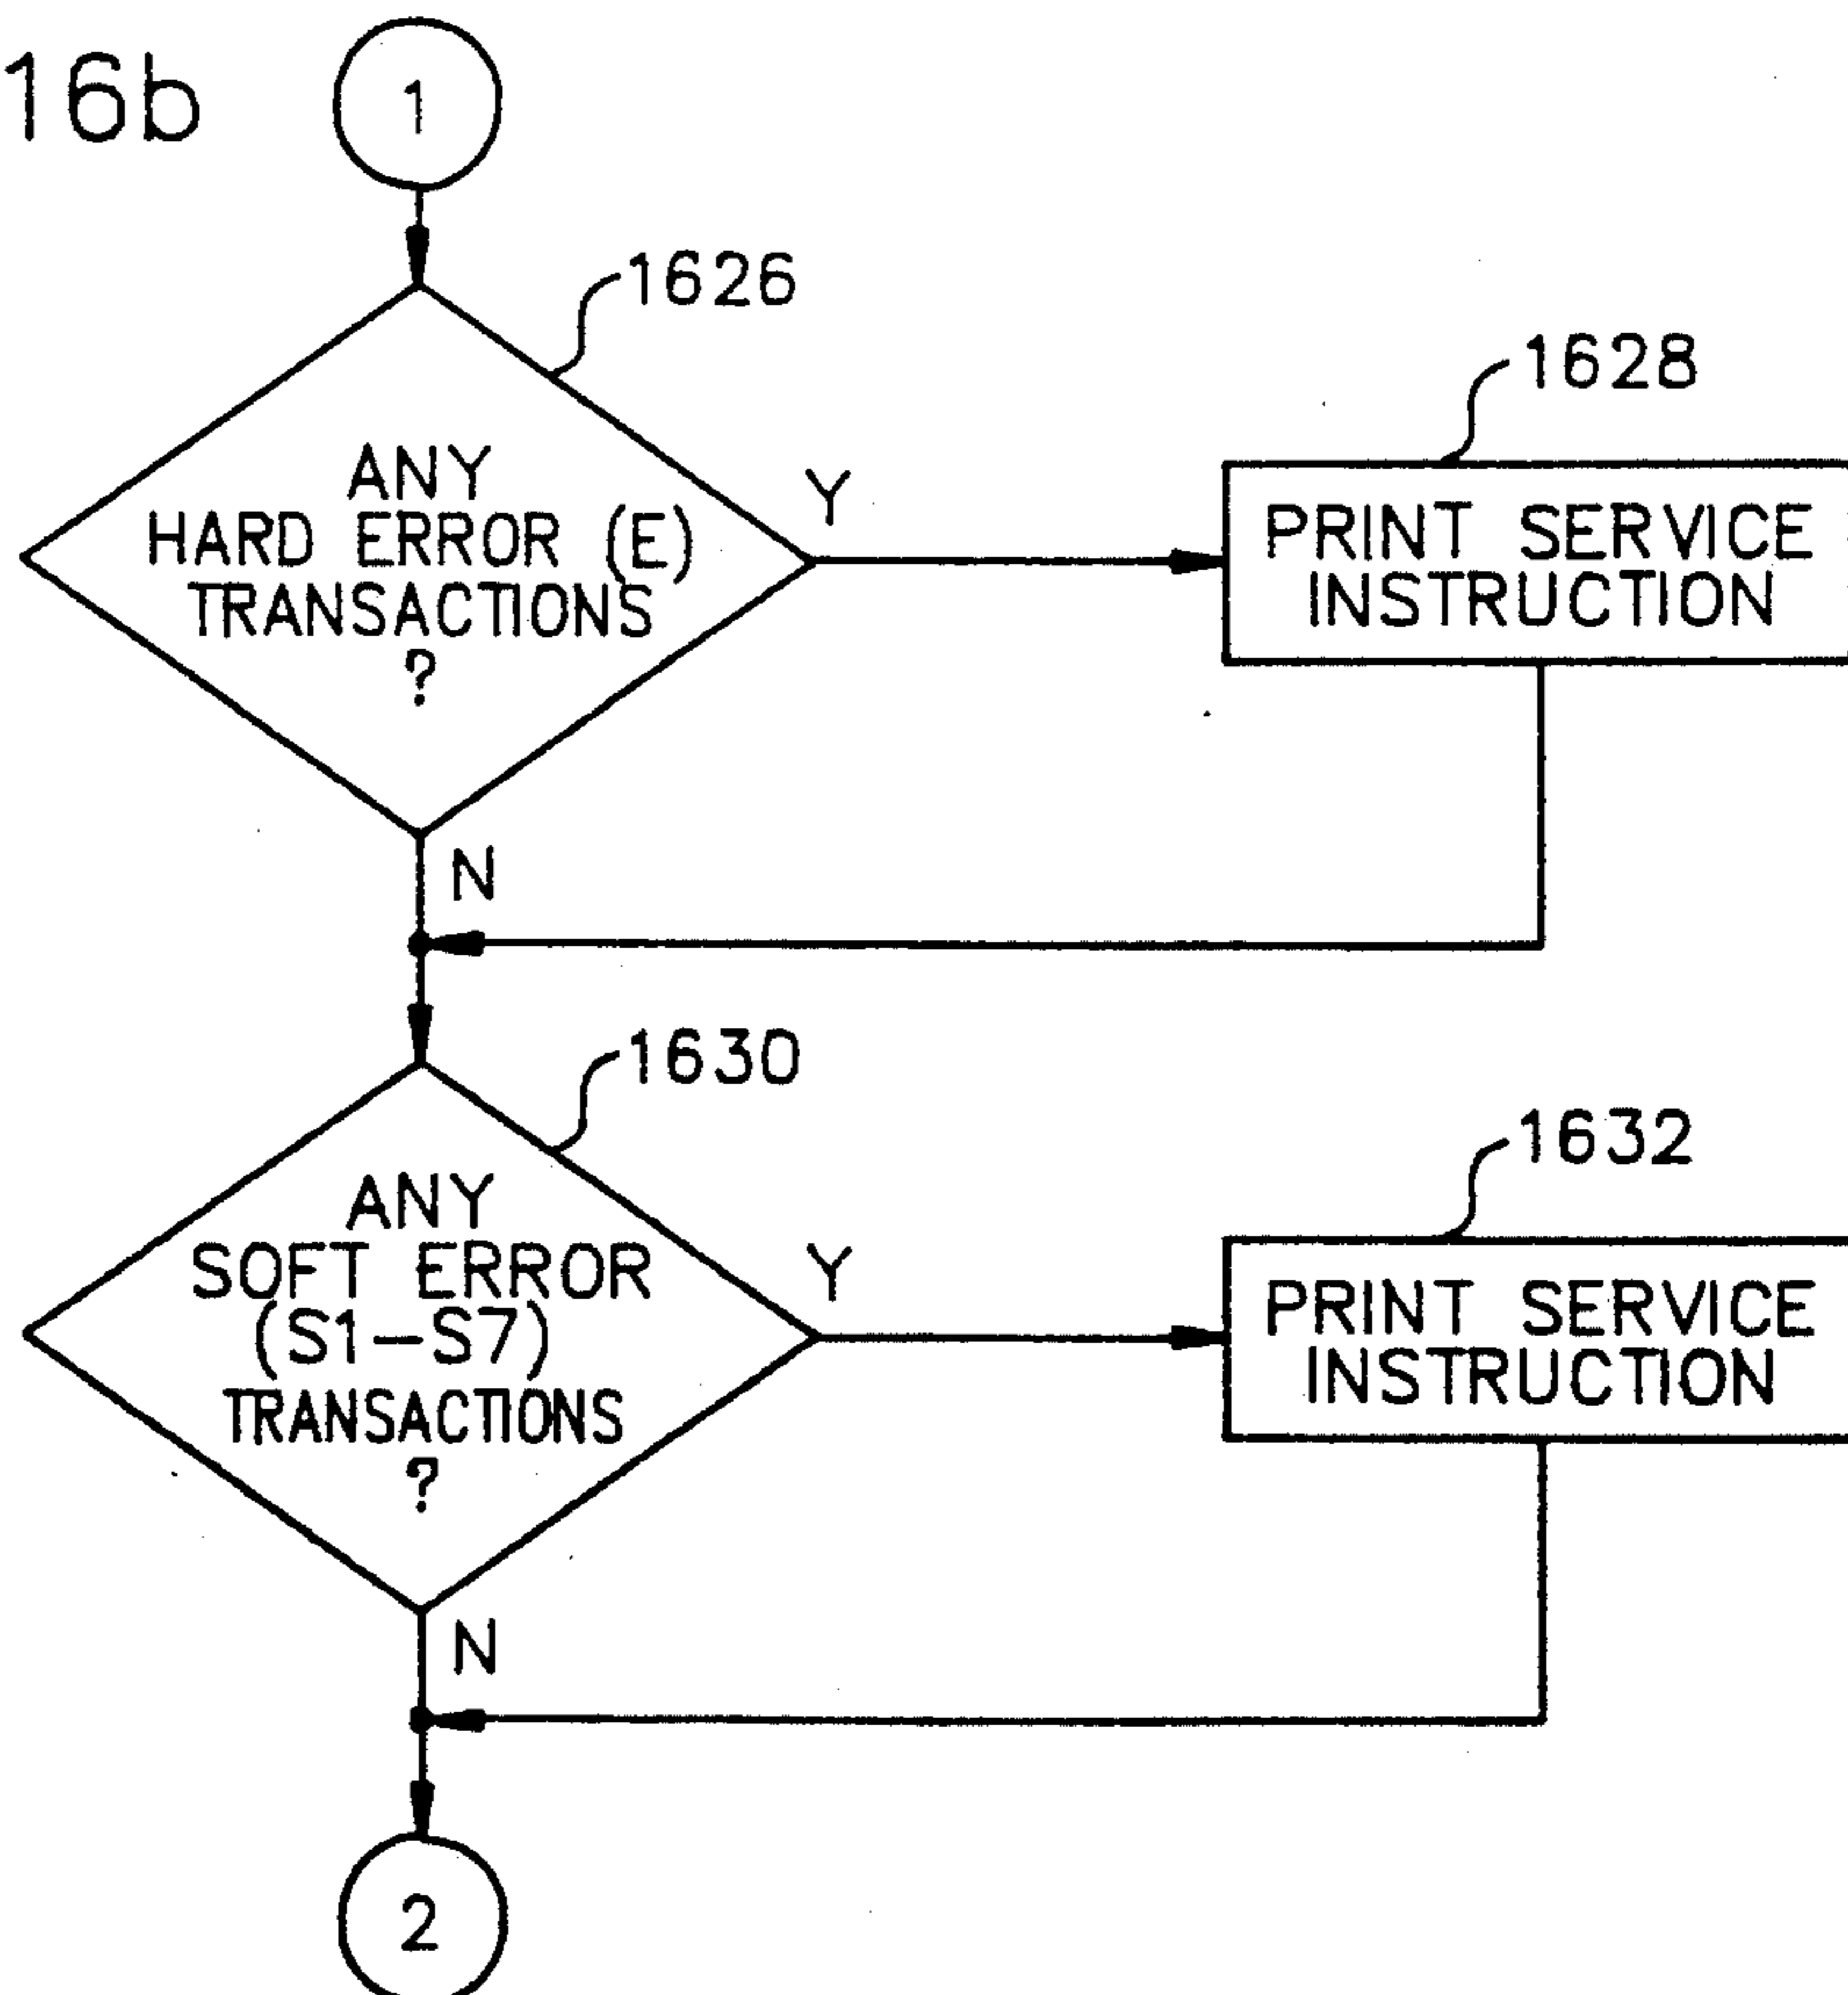 16b
1
1626
ANY
HARD ERROR (E)
TRANSACTIONS
?
Y
1628
PRINT SERVICE
INSTRUCTION
N
1630
ANY
SOFT ERROR
(S1-S7)
TRANSACTIONS
?
Y
1632
PRINT SERVICE
INSTRUCTION
N
2